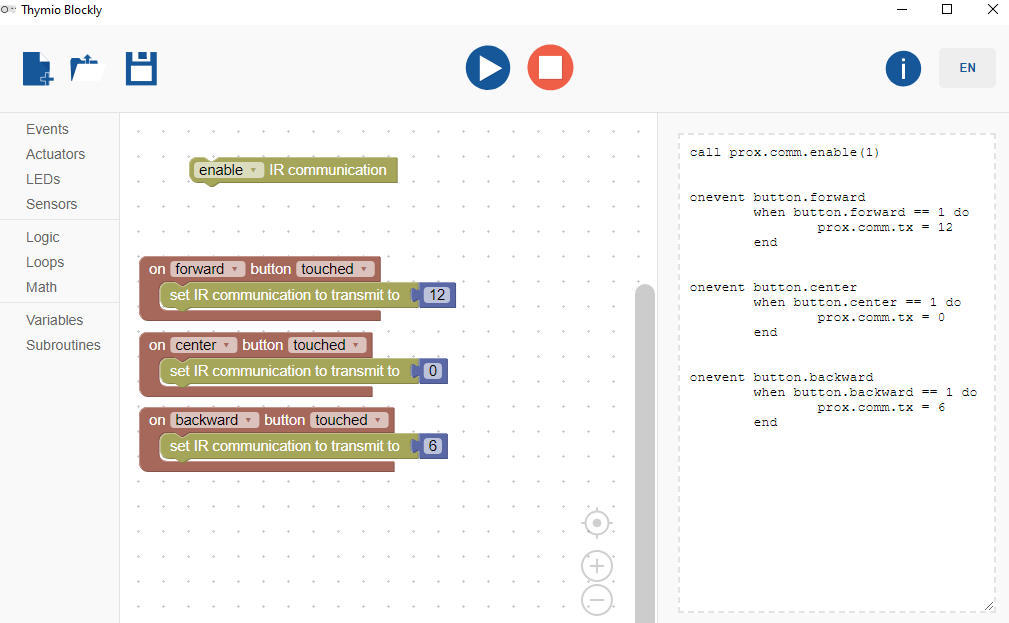 Thymio Blockly
EN
Events
Actuators
LEDs
Sensors
Logic
Loops
Math
Variables
Subroutines
enable IR communication
on forward button touched
set IR communication to transmit to 12
on center button touched
set IR communication to transmit to 0
on backward button touched
set IR communication to transmit to 6
call prox.comm.enable(1)
onevent button.forward
when button.forward == 1 do
prox.comm.tx = 12
end
onevent button.center
when button.center == 1 do
prox.comm.tx = 0
end
onevent button.backward
when button.backward == 1 do
prox.comm.tx = 6
end